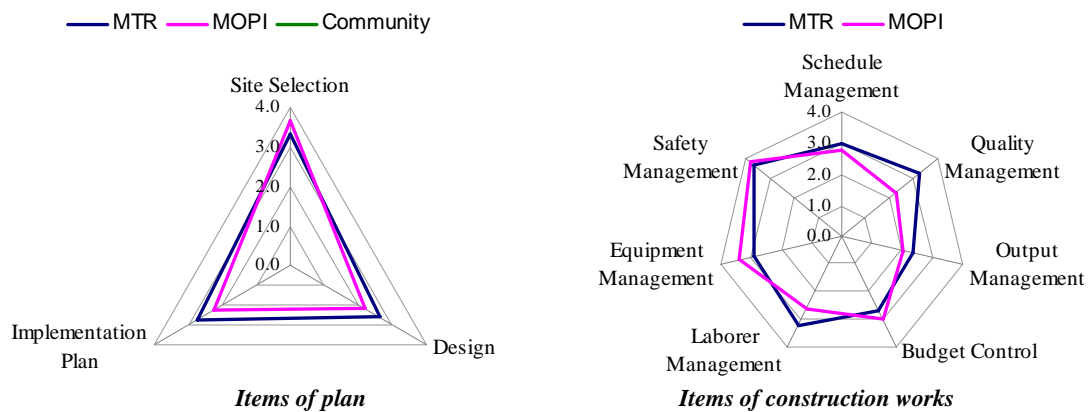 MTR MOPI Community
Site Selection
4.0
3.0
2.0
1.0
0.0
Implementation
Plan
Design
Items of plan
MTR MOPI
Schedule
Management
4.0
3.0
2.0
1.0
0.0
Safety
Management
Quality
Management
Equipment
Management
Output
Management
Laborer
Management
Budget Control
Items of construction works